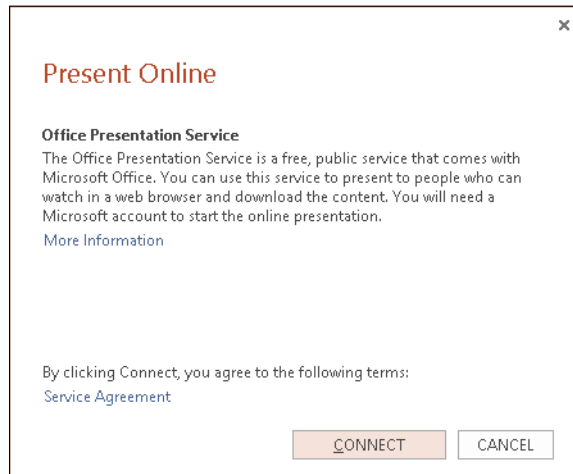 Present Online
Office Presentation Service
The Office Presentation Service is a free, public service that comes with
Microsoft Office. You can use this service to present to people who can
watch in a web browser and download the content. You will need a
Microsoft account to start the online presentation.
More Information
By clicking Connect, you agree to the following terms:
Service Agreement
CONNECT CANCEL